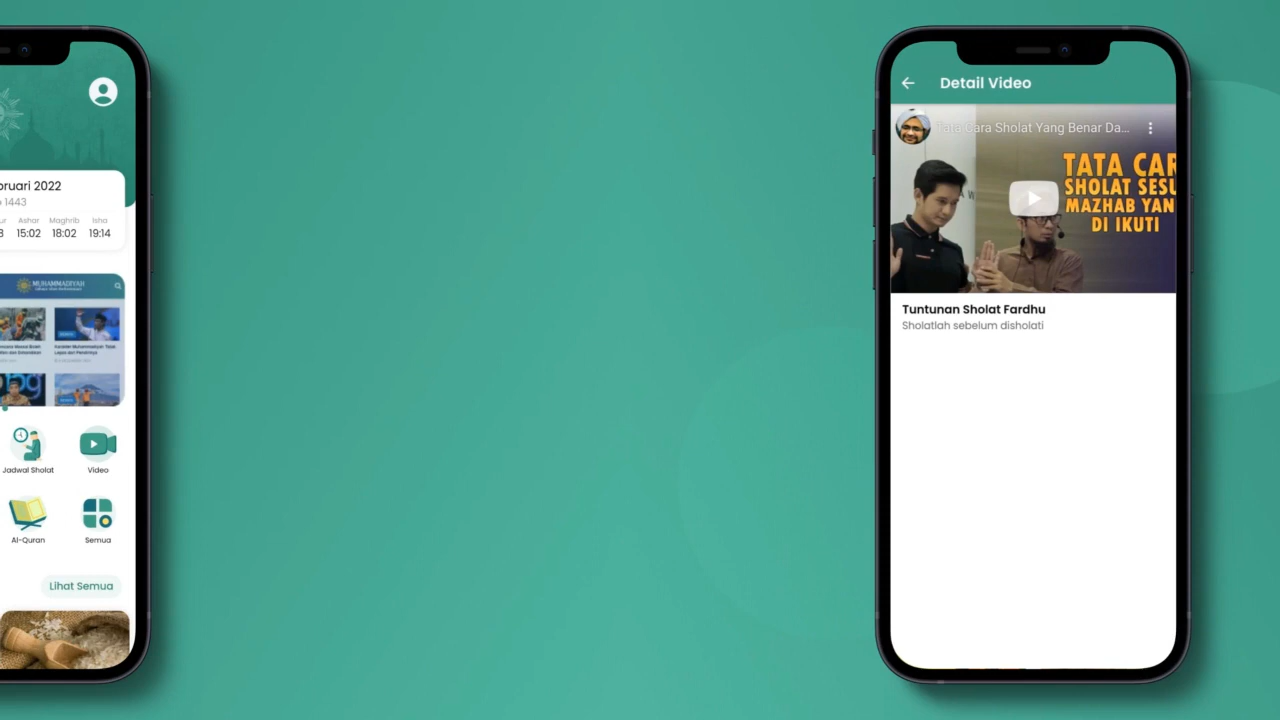 bruari 2022
1443
ur Ashar Maghrib Isha
15:02 18:02 19:14
MUHAMMADIYAH
Jadwal Sholat Video
Al-Quran Semua
Lihat Semua
Detail Video
Tata Cara Sholat Yang Benar Da...
TATA CAR
SHOLAT SESU
MAZHAB YAN
DI IKUTI
Tuntunan Sholat Fardhu
Sholatlah sebelum disholati